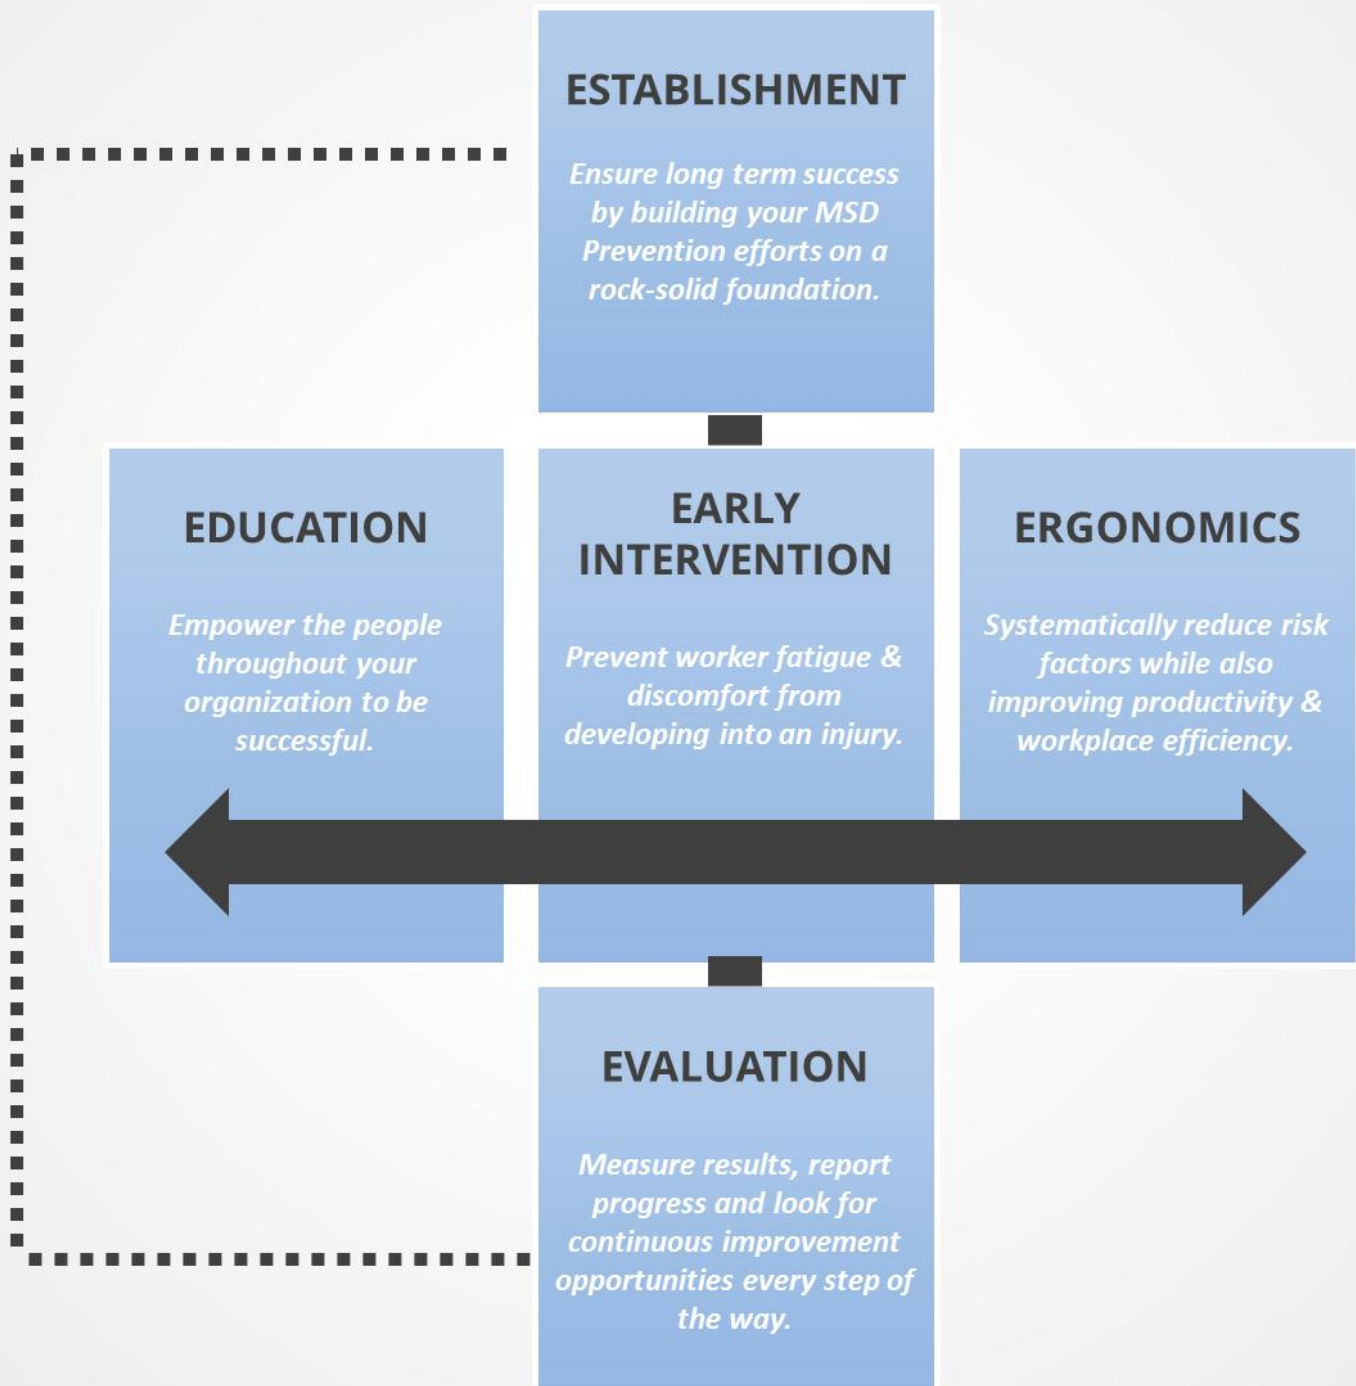 ESTABLISHMENT
Ensure long term success
by building your MSD
Prevention efforts on a
rock-solid foundation.
EDUCATION
Empower the people
throughout your
organization to be
successful.
EARLY
INTERVENTION
Prevent worker fatigue &
discomfort from
developing into an injury.
ERGONOMICS
Systematically reduce risk
factors while also
improving productivity &
workplace efficiency.
EVALUATION
Measure results, report
progress and look for
continuous improvement
opportunities every step of
the way.